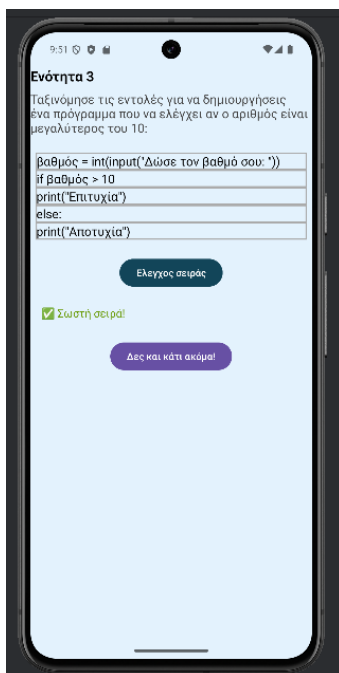 9:51
Ενότητα 3
Ταξινόμησε τις εντολές για να δημιουργήσεις
ένα πρόγραμμα που να ελέγχει αν ο αριθμός είναι
μεγαλύτερος του 10:
βαθμός = int(input("Δώσε τον βαθμό σου: "))
if βαθμός > 10
print("Επιτυχία")
else:
print("Αποτυχία")
Ελεγχος σειράς
✅ Σωστή σειρά!
Δες και κάτι ακόμα!